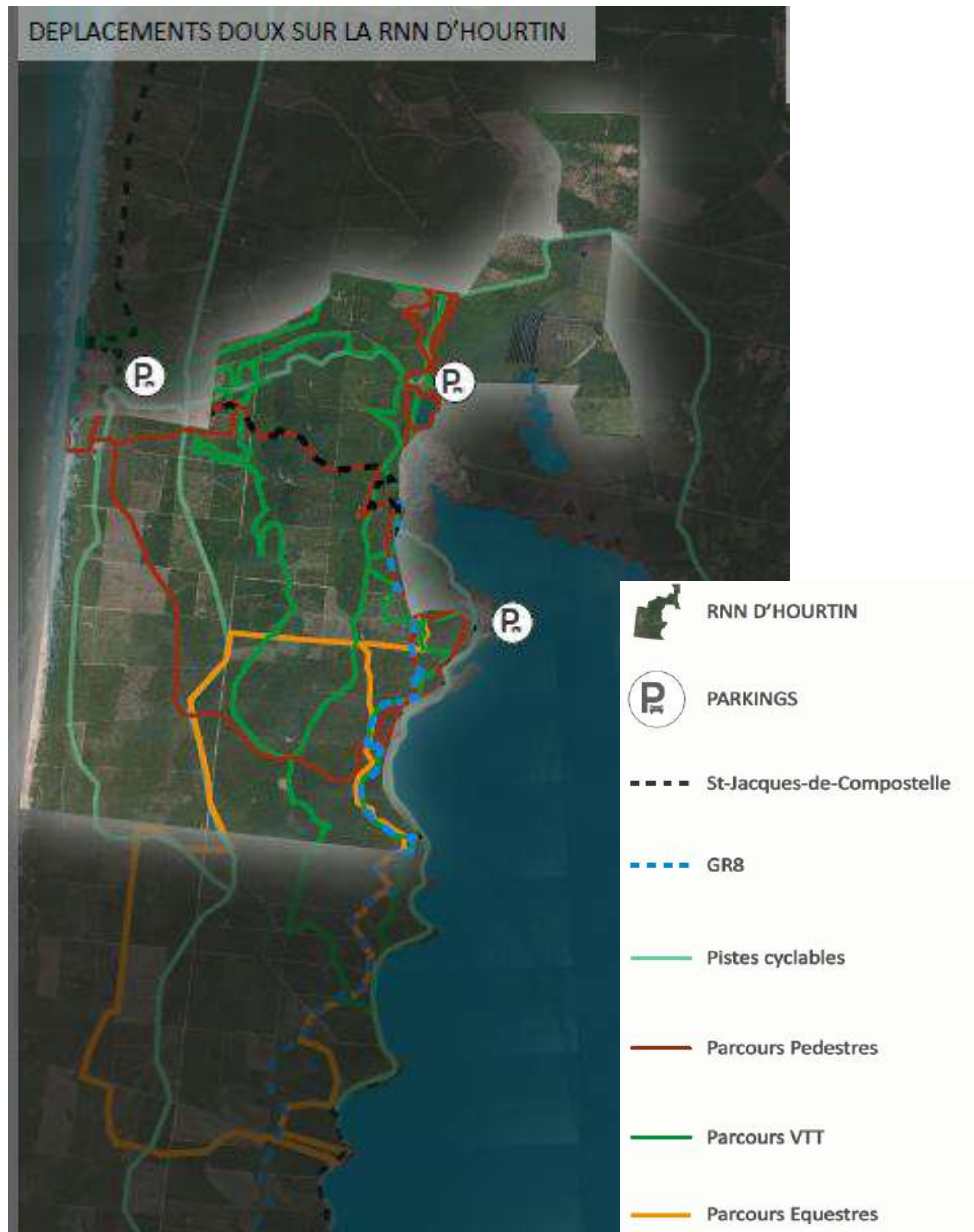 DEPLACEMENTS DOUX SUR LA RNN D'HOURTIN
P
P
P
RNN D'HOURTIN
P
PARKINGS
St-Jacques-de-Compostelle
GR8
Pistes cyclables
Parcours Pedestres
Parcours VTT
Parcours Equestres